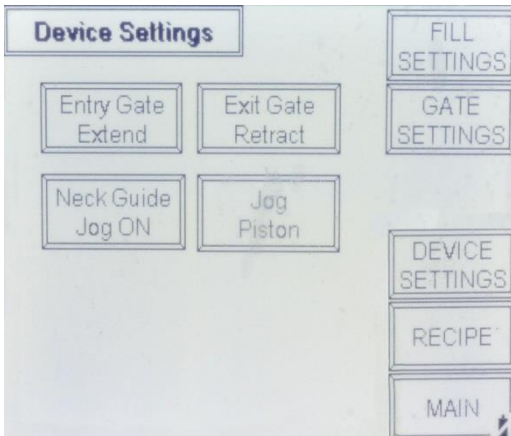 Device Settings
FILL
SETTINGS
Entry Gate
Extend
Exit Gate
Retract
GATE
SETTINGS
Neck Guide
Jog ON
Jog
Piston
DEVICE
SETTINGS
RECIPE
MAIN